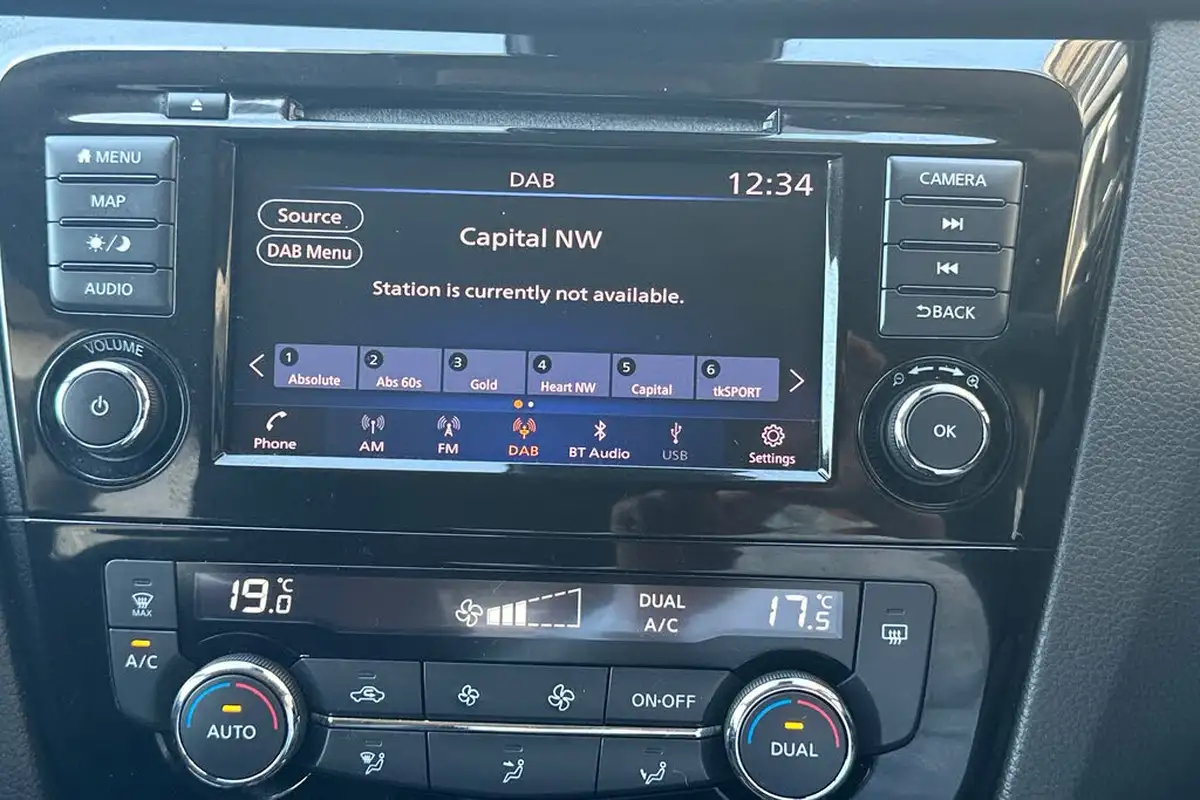 MENU
MAP
AUDIO
VOLUME
DAB
12:34
Source
DAB Menu
Capital NW
Station is currently not available.
1 Absolute
2 Abs 60s
3 Gold
4 Heart NW
5 Capital
6 tkSPORT
Phone
AM
FM
DAB
BT Audio
USB
Settings
CAMERA
BACK
OK
19.0 °C
DUAL
A/C
17.5 °C
MAX
A/C
AUTO
ON·OFF
DUAL